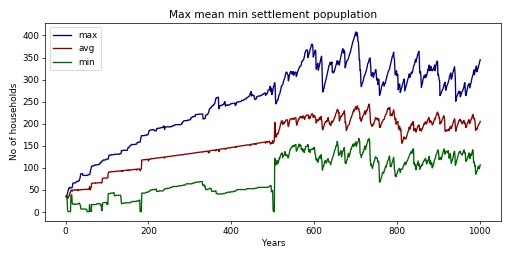 Max mean min settlement popuplation
max
avg
min
No of households
400
350
300
250
200
150
100
50
0
0 200 400 600 800 1000
Years